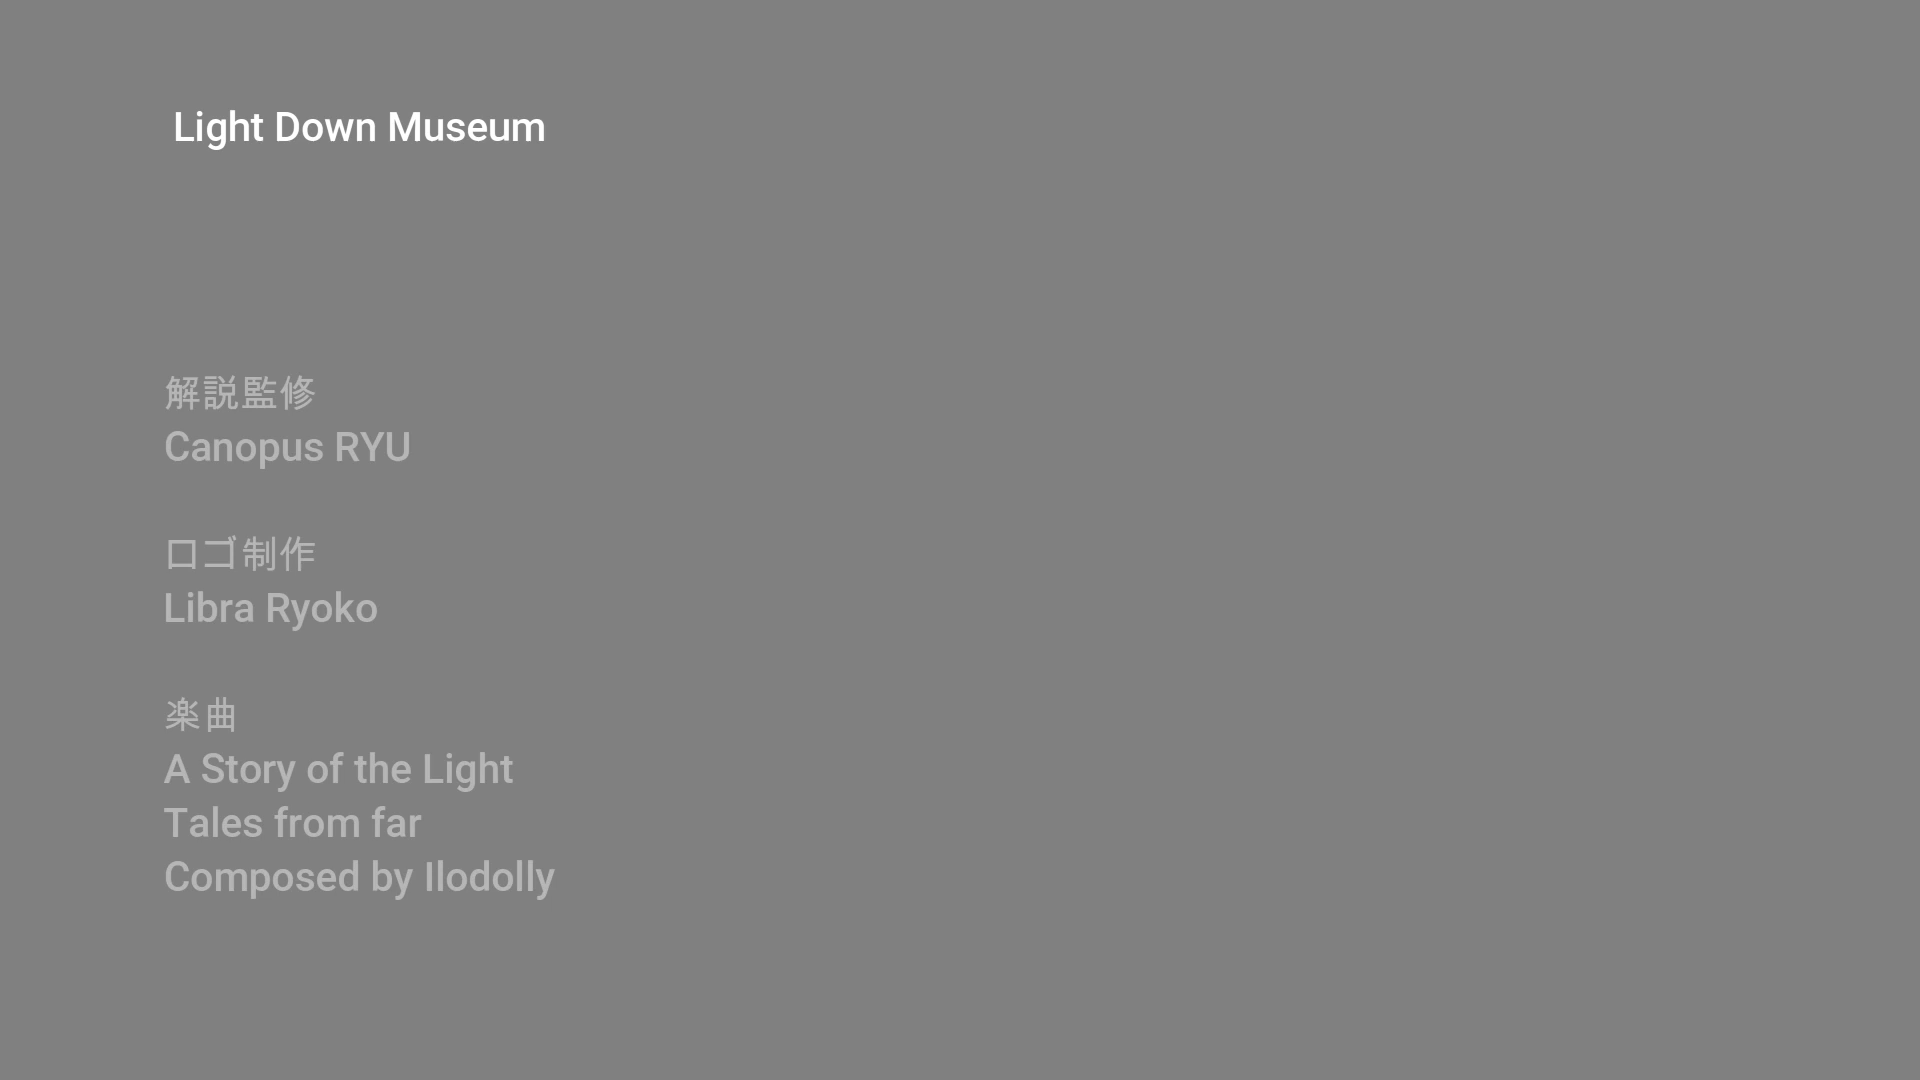 Light Down Museum
解説監修
Canopus RYU
ロゴ制作
Libra Ryoko
楽曲
A Story of the Light
Tales from far
Composed by Ilodolly